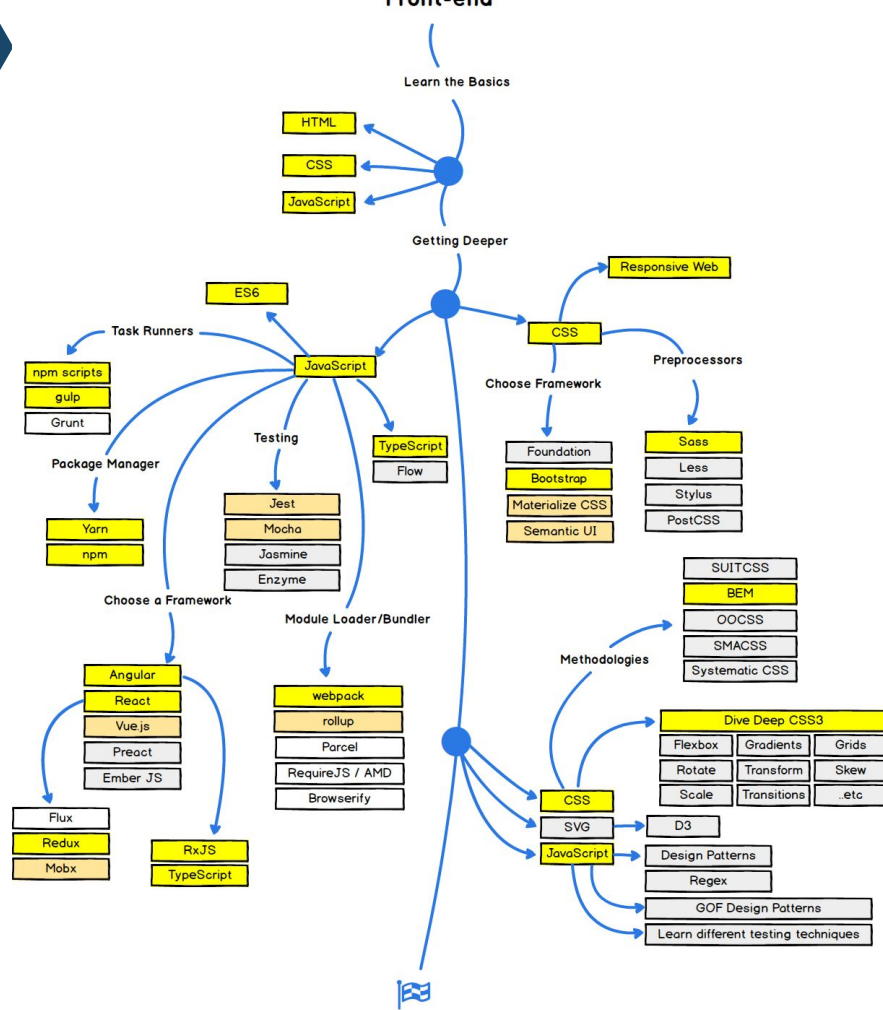 Front-end
Learn the Basics
HTML
CSS
JavaScript
Getting Deeper
Responsive Web
ES6
CSS
Task Runners
JavaScript
Preprocessors
npm scripts
gulp
Grunt
Choose Framework
Testing
TypeScript
Flow
Foundation
Bootstrap
Materialize CSS
Semantic UI
Sass
Less
Stylus
PostCSS
Package Manager
Yarn
npm
Jest
Mocha
Jasmine
Enzyme
Choose a Framework
Module Loader/Bundler
SUITCSS
BEM
OOCSS
SMACSS
Systematic CSS
Methodologies
Angular
React
Vue.js
Preact
Ember JS
webpack
rollup
Parcel
RequireJS / AMD
Browserify
Dive Deep CSS3
Flexbox Gradients Grids
Rotate Transform Skew
Scale Transitions ..etc
Flux
Redux
Mobx
RxJS
TypeScript
CSS
SVG
JavaScript
D3
Design Patterns
Regex
GOF Design Patterns
Learn different testing techniques